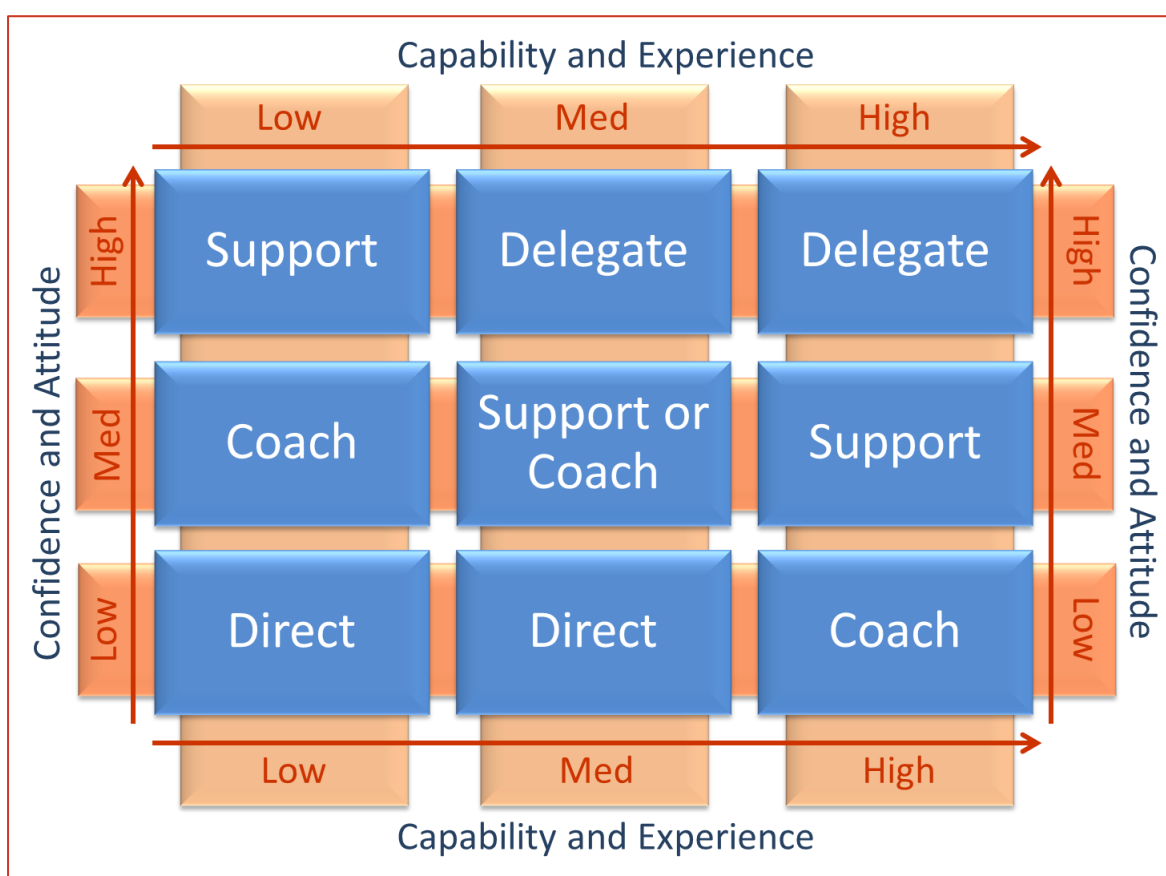 Capability and Experience
Low
Med
High
Confidence and Attitude
High
Support
Delegate
Delegate
High
Confidence and Attitude
Med
Coach
Support or
Coach
Support
Med
Low
Direct
Direct
Coach
Low
Low
Med
High
Capability and Experience